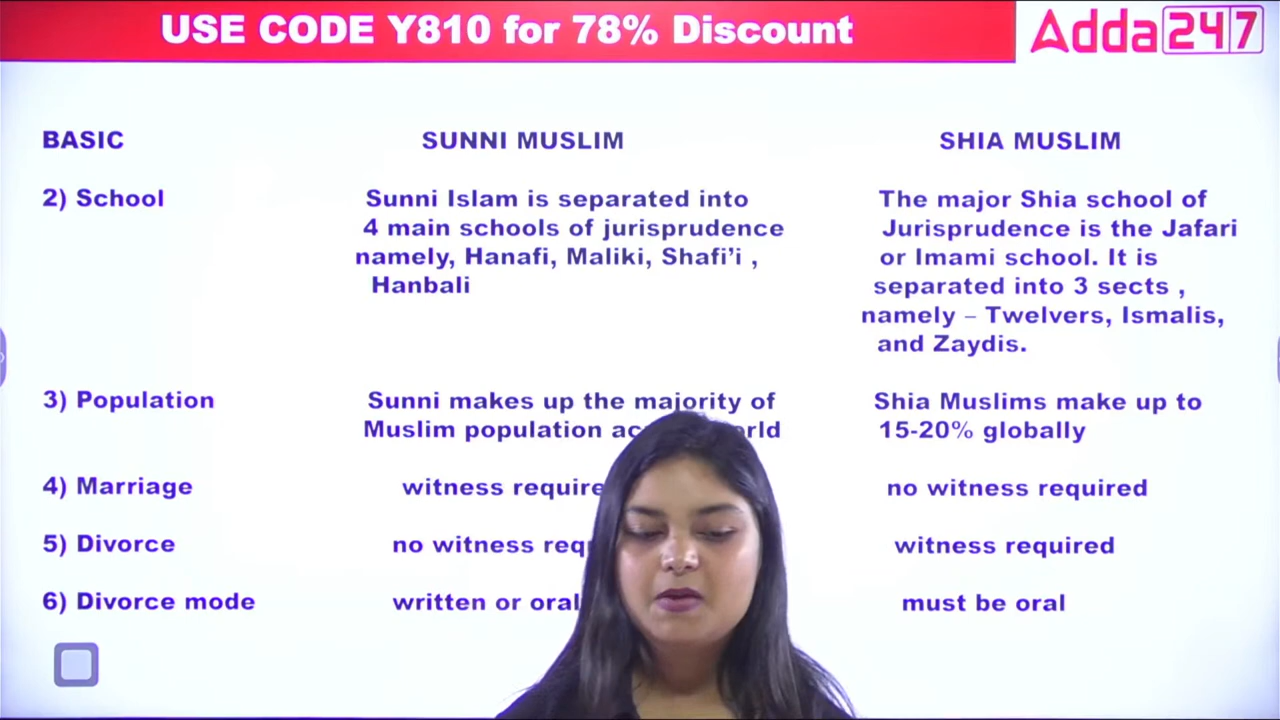 USE CODE Y810 for 78% Discount
Adda247
BASIC SUNNI MUSLIM SHIA MUSLIM
2) School
Sunni Islam is separated into
4 main schools of jurisprudence
namely, Hanafi, Maliki, Shafi’i ,
Hanbali
The major Shia school of
Jurisprudence is the Jafari
or Imami school. It is
separated into 3 sects ,
namely – Twelvers, Ismalis,
and Zaydis.
3) Population
Sunni makes up the majority of
Muslim population
Shia Muslims make up to
15-20% globally
4) Marriage
witness
no witness required
5) Divorce
no witness
witness required
6) Divorce mode
written or oral
must be oral